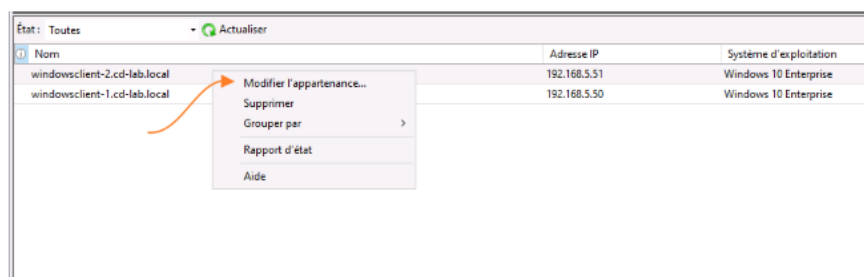 État : Toutes Actualiser
Nom Adresse IP Système d'exploitation
windowsclient-2.cd-lab.local 192.168.5.51 Windows 10 Enterprise
windowsclient-1.cd-lab.local 192.168.5.50 Windows 10 Enterprise
Modifier l'appartenance...
Supprimer
Grouper par
Rapport d'état
Aide